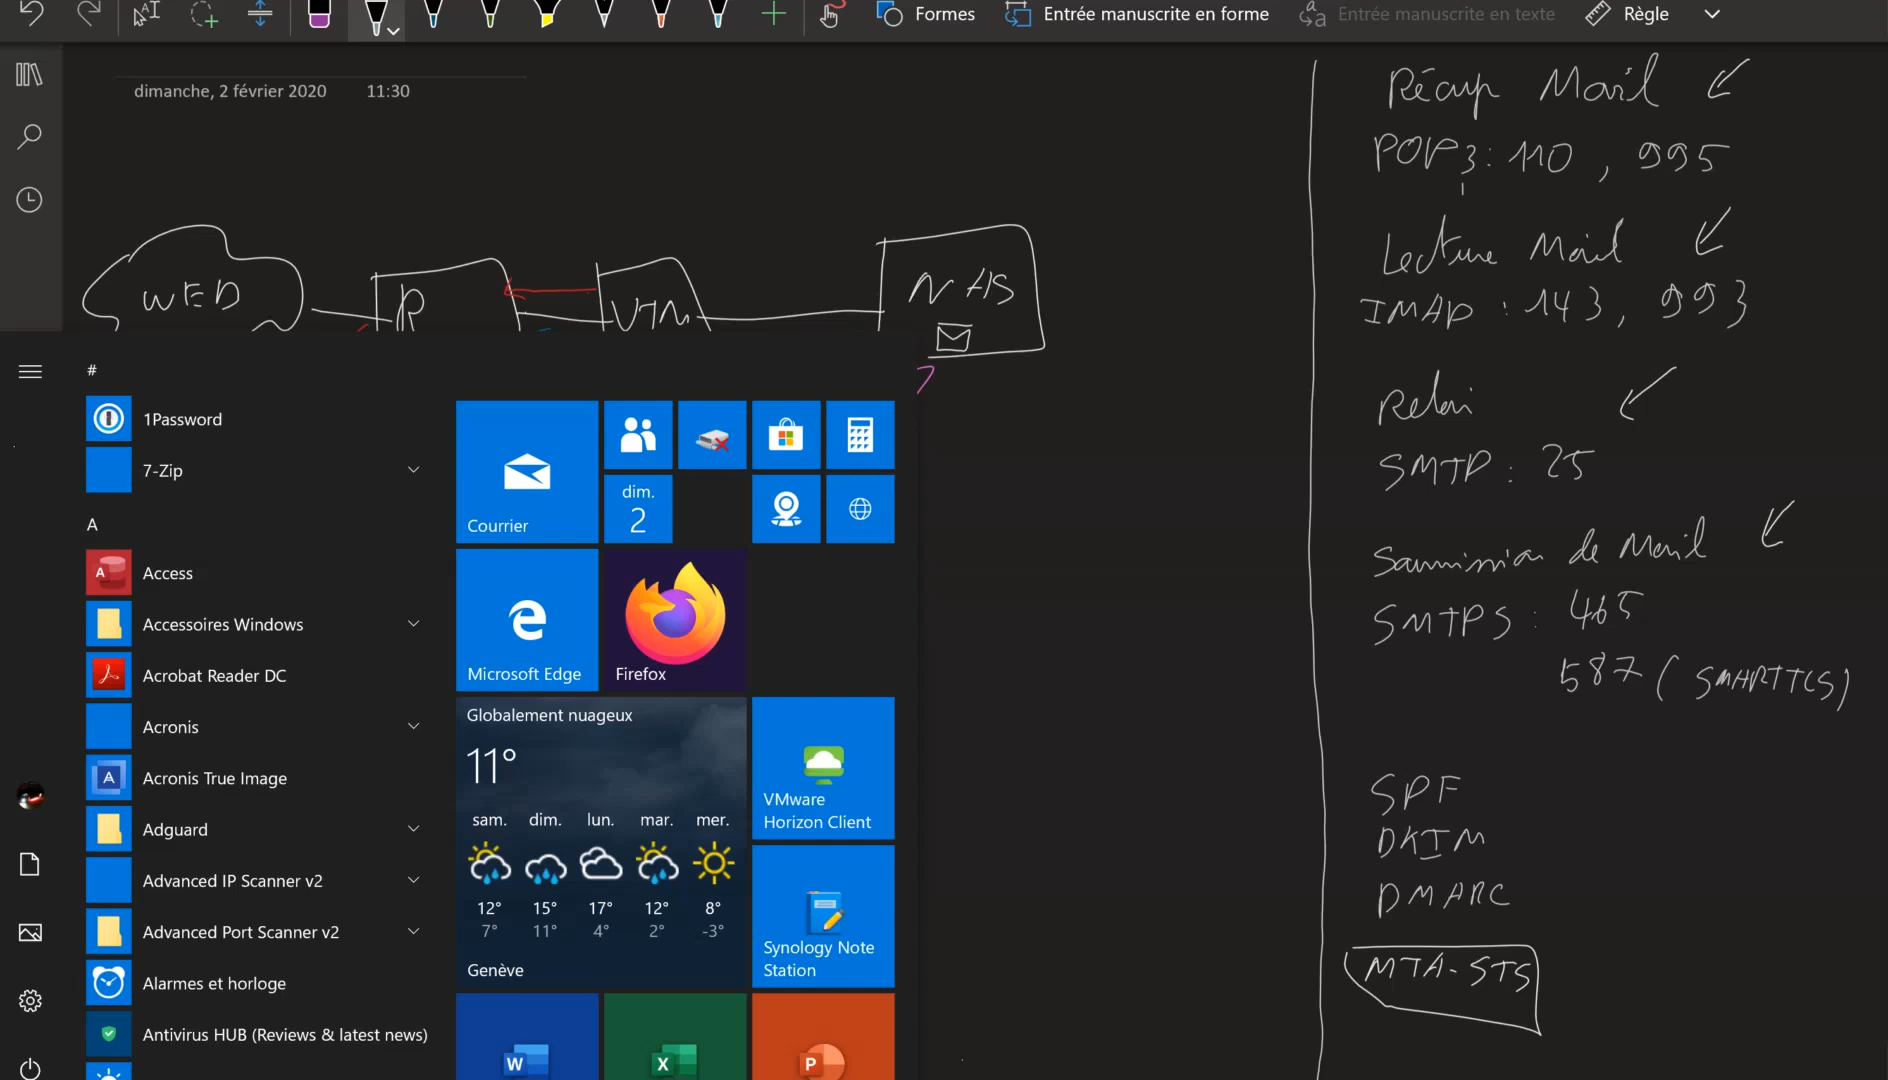 Formes
Entrée manuscrite en forme
Entrée manuscrite en texte
Règle
dimanche, 2 février 2020 11:30
WEB
R
UTM
NAS
Récup Mail
POP3 : 110 , 995
Lecture Mail
IMAP : 143, 993
Relai
SMTP : 25
Soumission de Mail
SMTPS : 465
587 ( SMARTTLS)
SPF
DKIM
DMARC
MTA-STS
#
1Password
7-Zip
A
Access
Accessoires Windows
Acrobat Reader DC
Acronis
Acronis True Image
Adguard
Advanced IP Scanner v2
Advanced Port Scanner v2
Alarmes et horloge
Antivirus HUB (Reviews & latest news)
Courrier
dim.
2
Microsoft Edge
Firefox
Globalement nuageux
11°
sam. dim. lun. mar. mer.
12° 15° 17° 12° 8°
7° 11° 4° 2° -3°
Genève
VMware
Horizon Client
Synology Note
Station